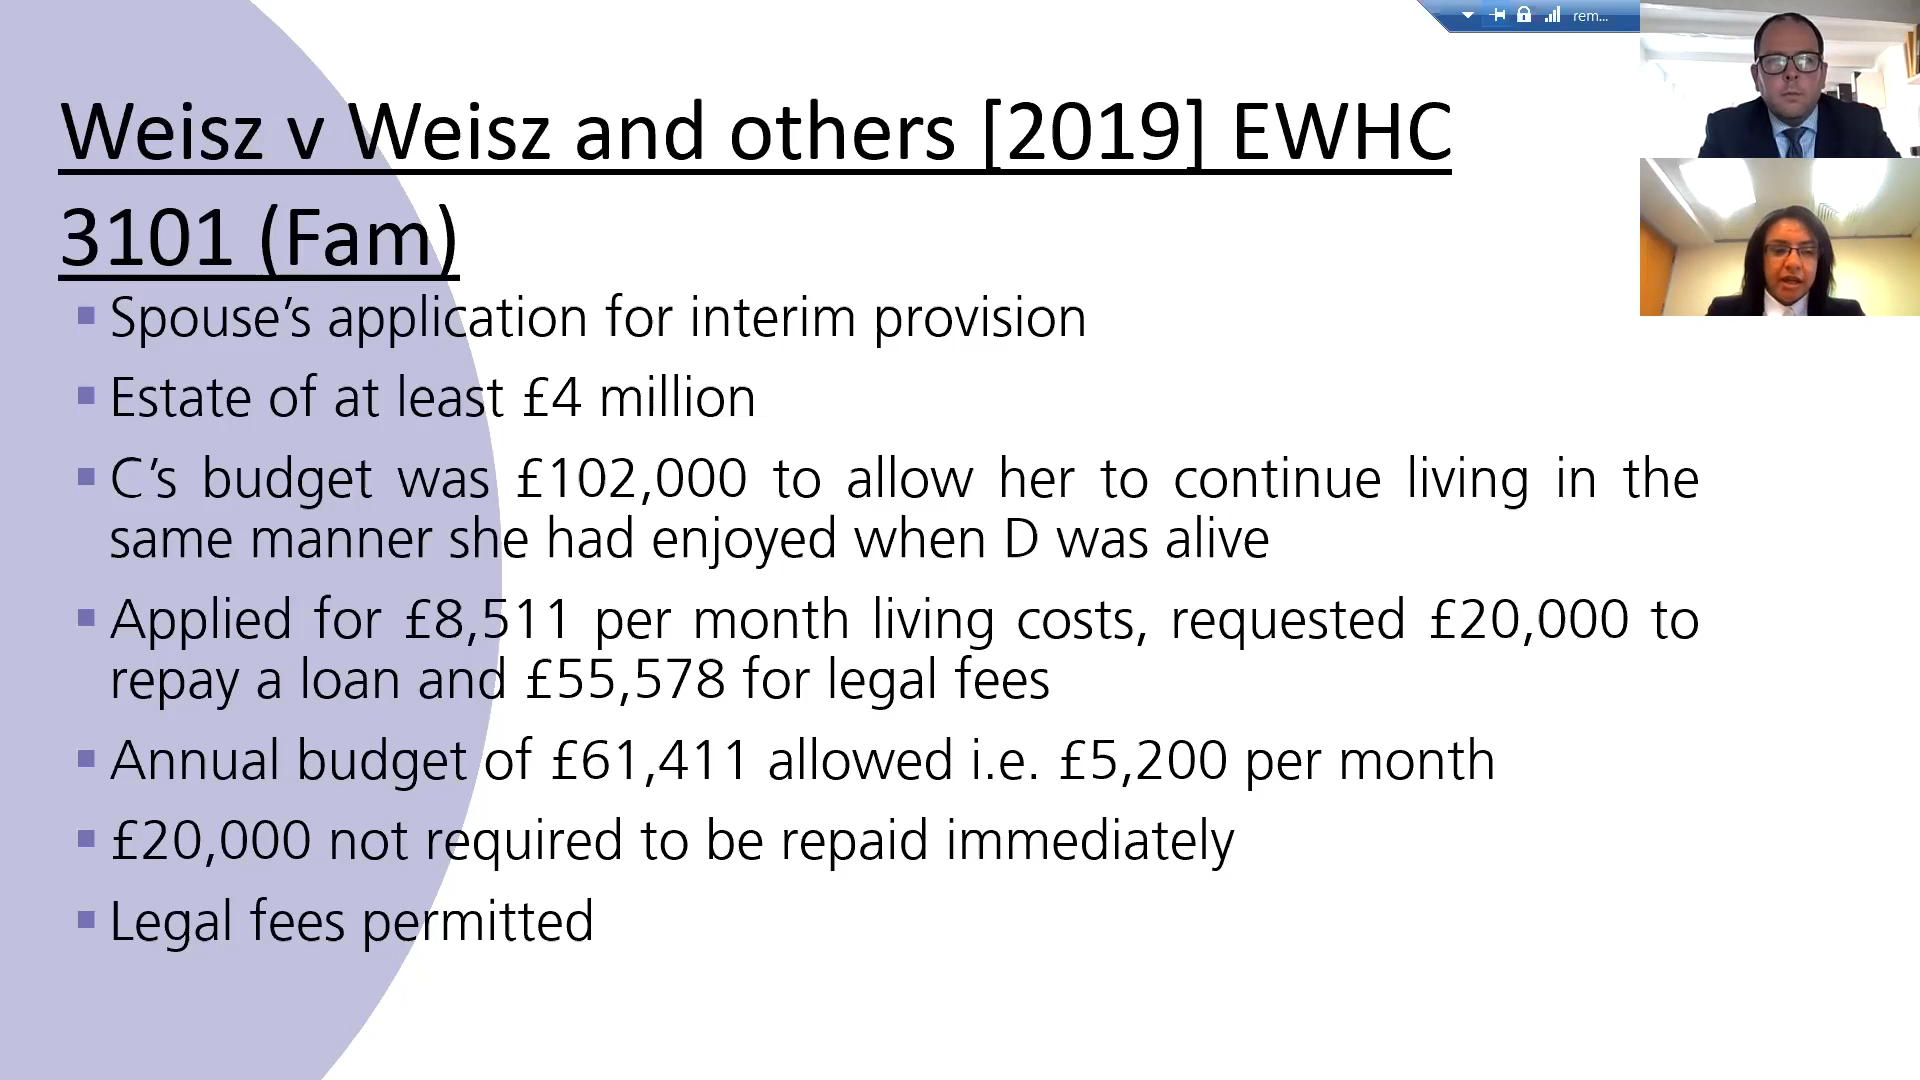 rem...
Weisz v Weisz and others [2019] EWHC
3101 (Fam)
▪ Spouse’s application for interim provision
▪ Estate of at least £4 million
▪ C’s budget was £102,000 to allow her to continue living in the
same manner she had enjoyed when D was alive
▪ Applied for £8,511 per month living costs, requested £20,000 to
repay a loan and £55,578 for legal fees
▪ Annual budget of £61,411 allowed i.e. £5,200 per month
▪ £20,000 not required to be repaid immediately
▪ Legal fees permitted